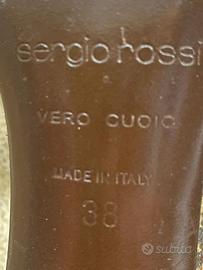 sergio rossi
VERO CUOIO
MADE IN ITALY
38
subito